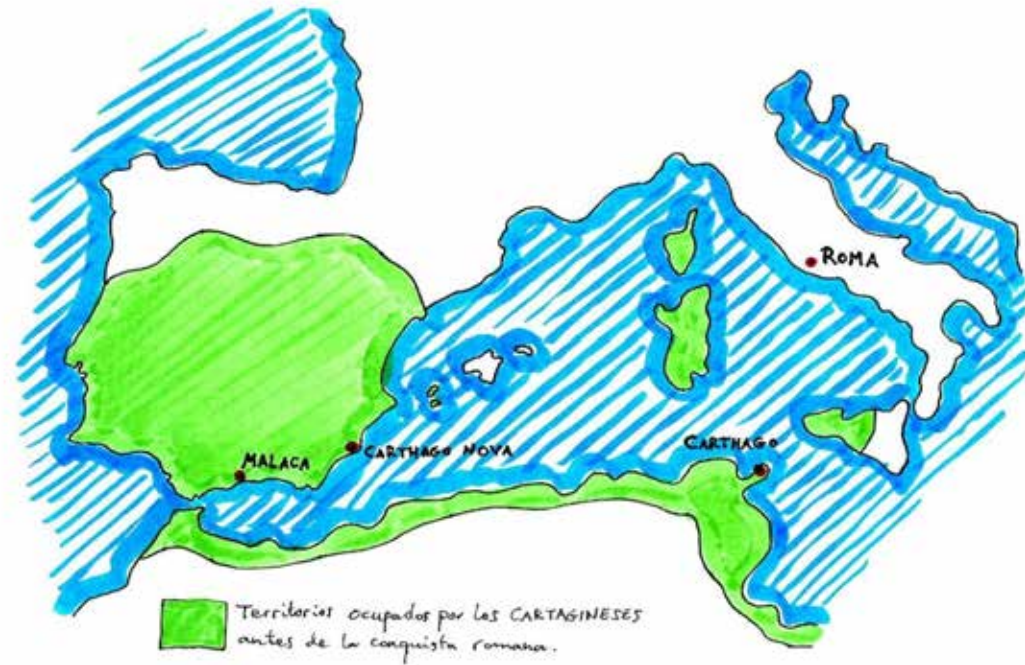 ROMA
CARTHAGO NOVA
MALACA
CARTHAGO
Territorios ocupados por los CARTAGINESES
antes de la conquista romana.